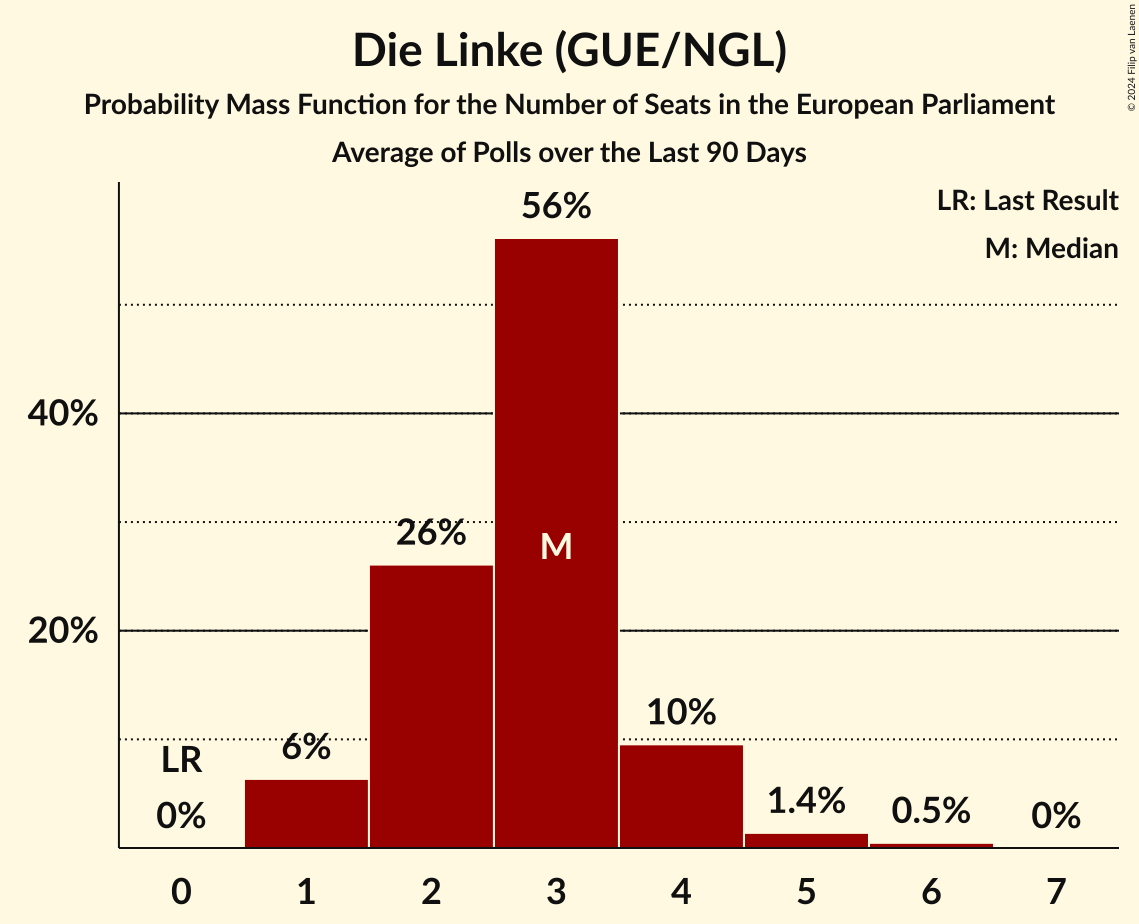 © 2024 Filip van Laenen
Die Linke (GUE/NGL)
Probability Mass Function for the Number of Seats in the European Parliament
Average of Polls over the Last 90 Days
LR: Last Result
M: Median
56%
40%
26%
M
20%
10%
LR
6%
0%
1.4%
0.5%
0%
0 1 2 3 4 5 6 7